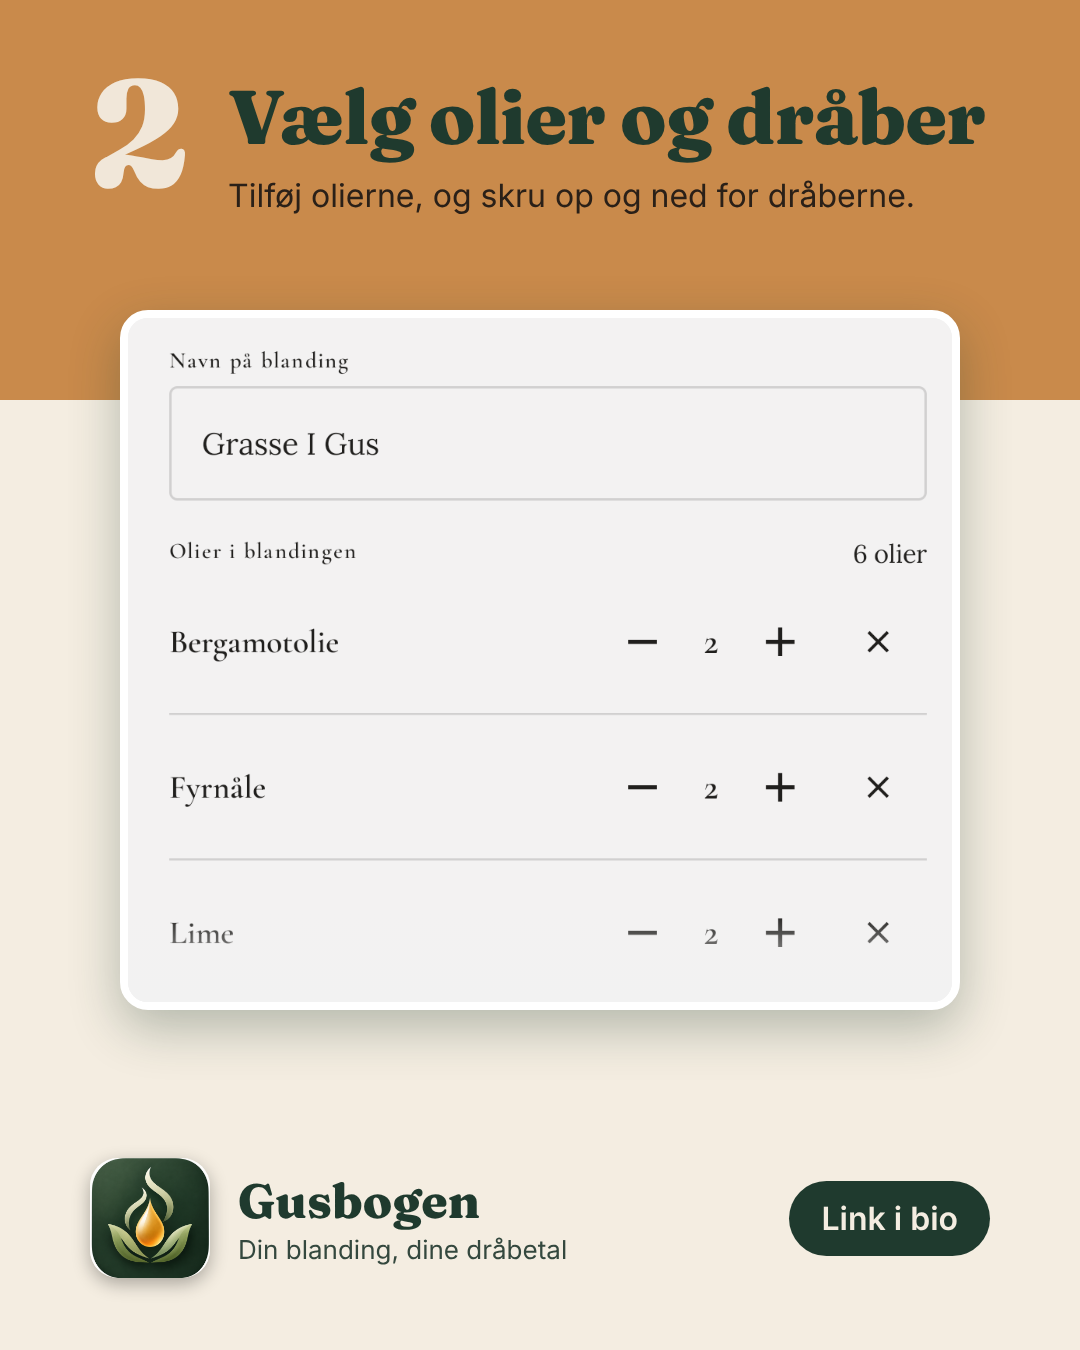 2
Vælg olier og dråber
Tilføj olierne, og skru op og ned for dråberne.
Navn på blanding
Grasse I Gus
Olier i blandingen
6 olier
Bergamotolie − 2 + ×
Fyrnåle − 2 + ×
Lime − 2 + ×
Gusbogen
Din blanding, dine dråbetal
Link i bio